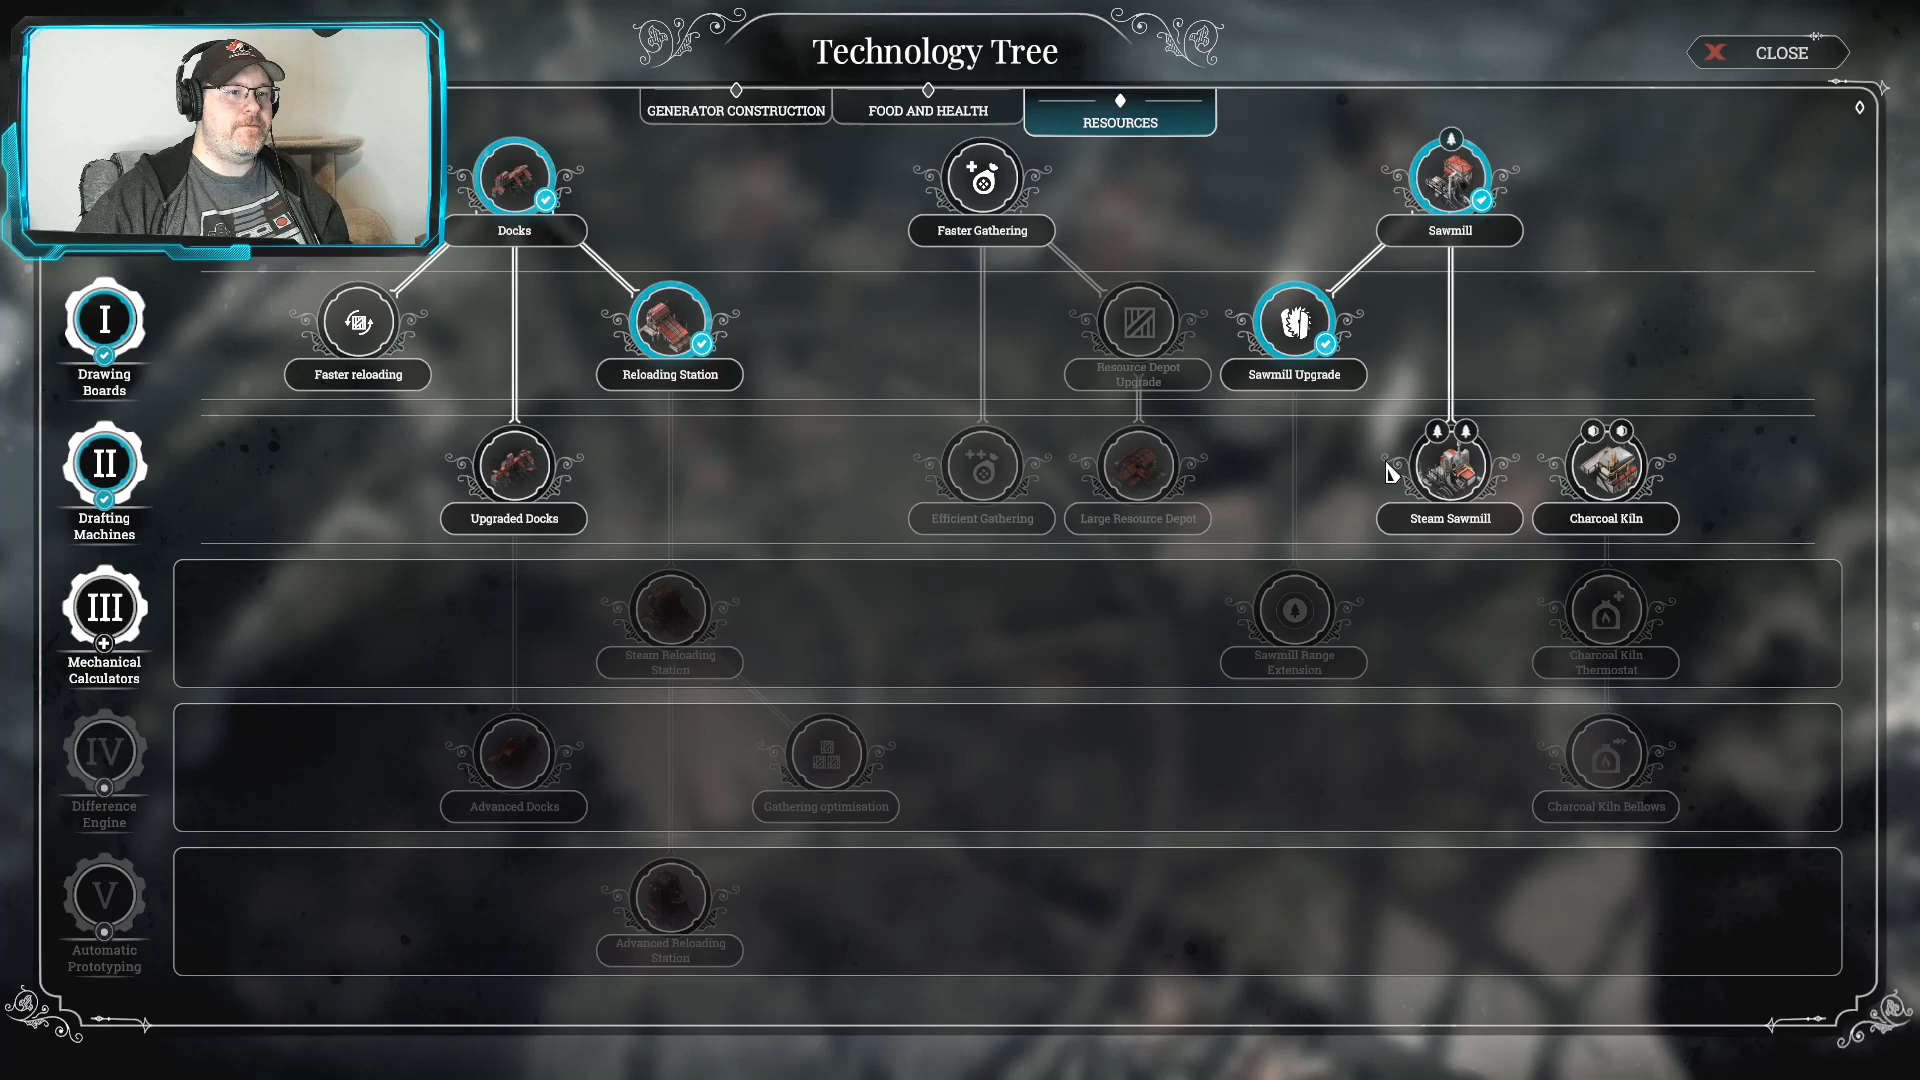 Technology Tree
CLOSE
GENERATOR CONSTRUCTION
FOOD AND HEALTH
RESOURCES
Docks
Faster Gathering
Sawmill
I
Drawing
Boards
Faster reloading
Reloading Station
Resource Depot
Upgrade
Sawmill Upgrade
II
Drafting
Machines
Upgraded Docks
Efficient Gathering
Large Resource Depot
Steam Sawmill
Charcoal Kiln
III
Mechanical
Calculators
Steam Reloading
Station
Sawmill Range
Extension
Charcoal Kiln
Thermostat
IV
Difference
Engine
Advanced Docks
Gathering optimisation
Charcoal Kiln Bellows
V
Automatic
Prototyping
Advanced Reloading
Station